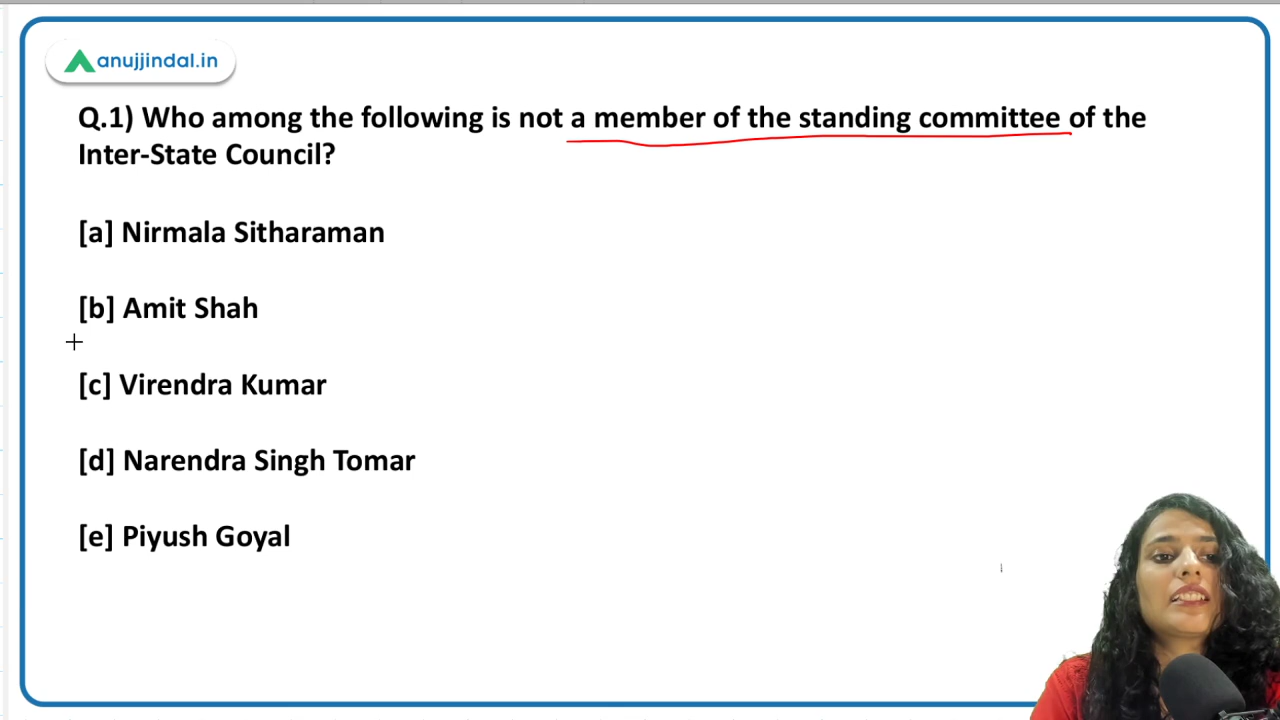 anujjindal.in
Q.1) Who among the following is not a member of the standing committee of the
Inter-State Council?
[a] Nirmala Sitharaman
[b] Amit Shah
[c] Virendra Kumar
[d] Narendra Singh Tomar
[e] Piyush Goyal